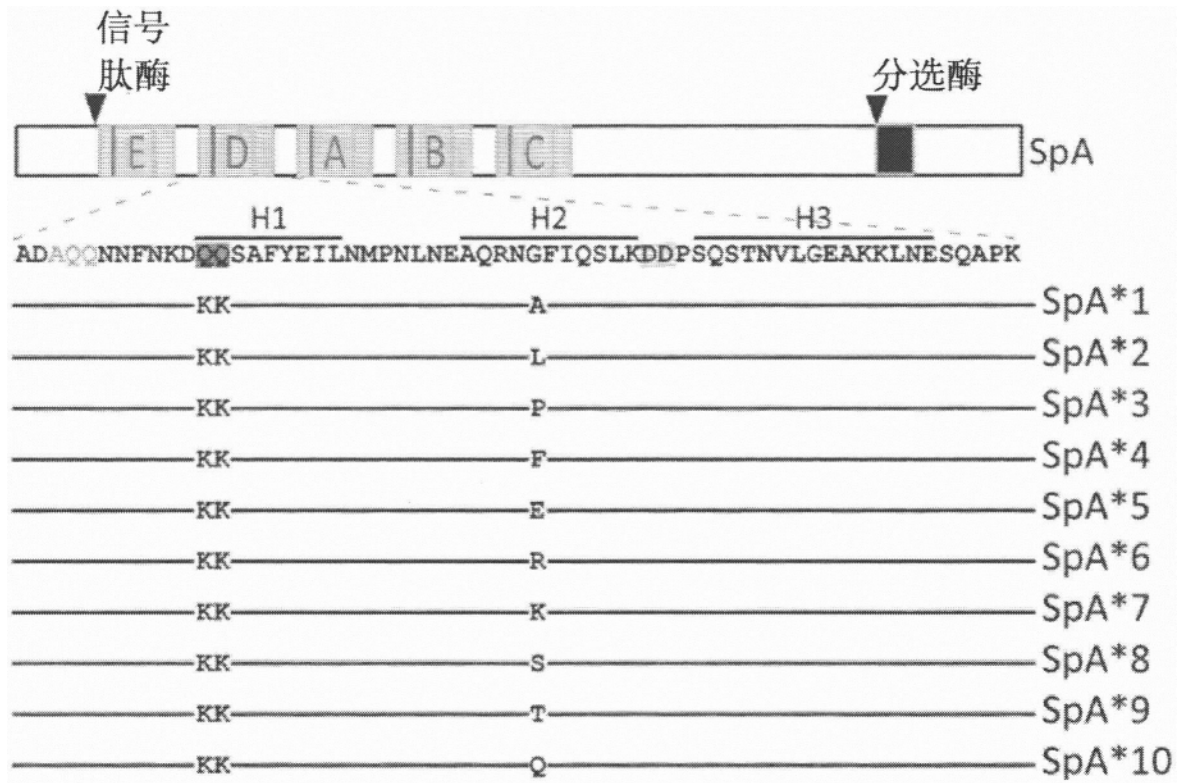 信号
肽酶
分选酶
E D A B C SpA
H1 H2 H3
ADAQQNNFNKDQQSAFYEILNMPNLNEAQRNGFIQSLKDDPSQSTNVLGEAKKLNESQAPK
KK A SpA*1
KK L SpA*2
KK P SpA*3
KK F SpA*4
KK E SpA*5
KK R SpA*6
KK K SpA*7
KK S SpA*8
KK T SpA*9
KK Q SpA*10